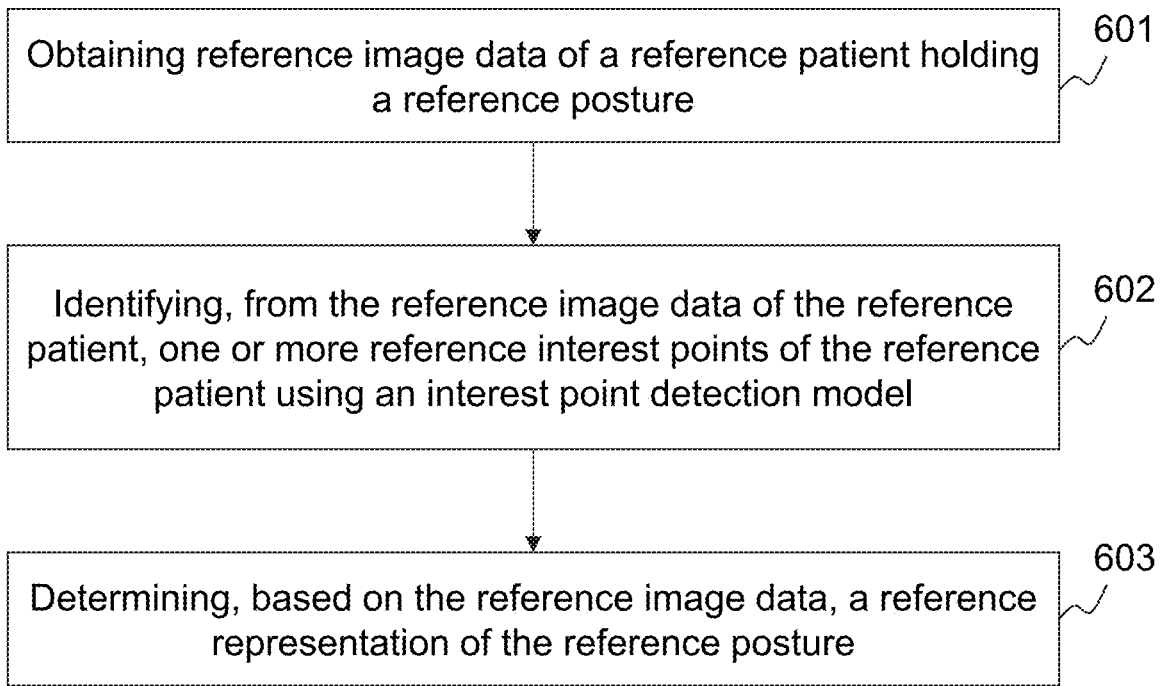 Obtaining reference image data of a reference patient holding
a reference posture
601
Identifying, from the reference image data of the reference
patient, one or more reference interest points of the reference
patient using an interest point detection model
602
Determining, based on the reference image data, a reference
representation of the reference posture
603